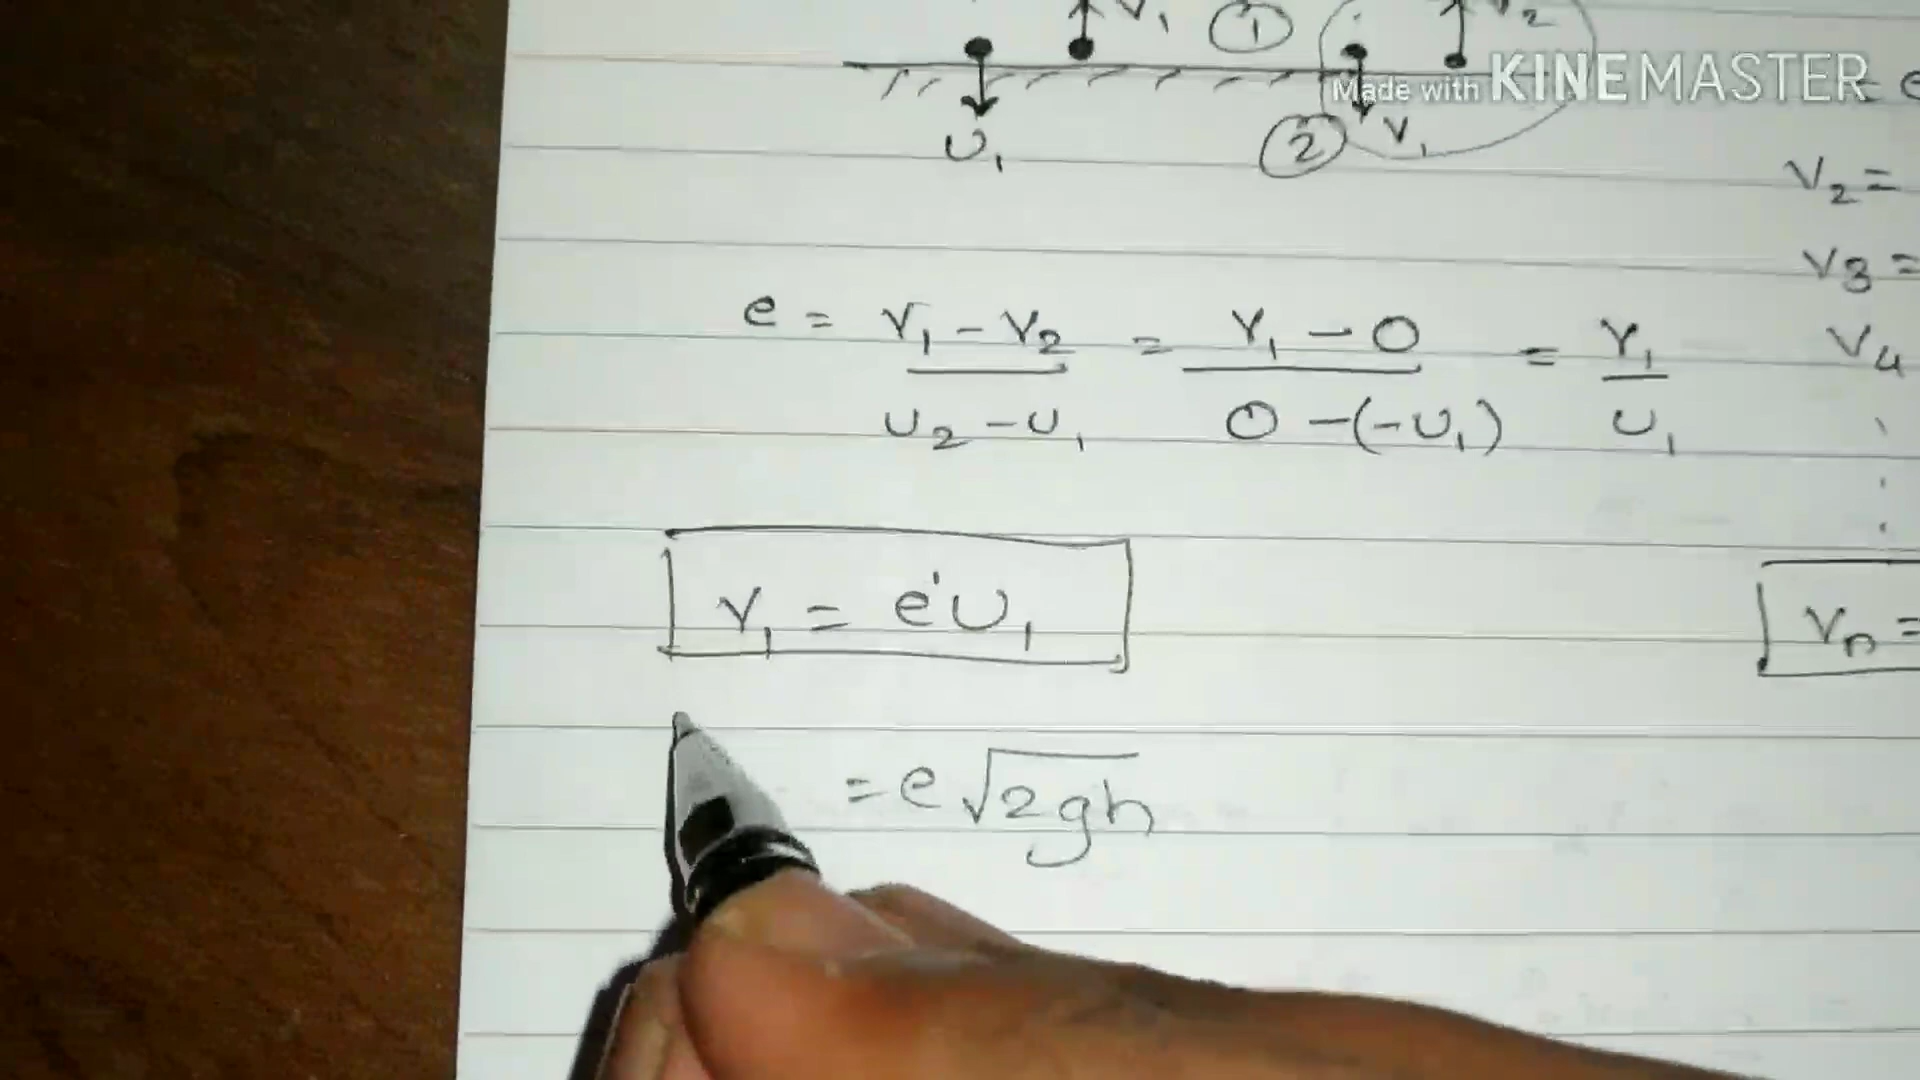 V₁ ① V₂
Made with KINEMASTER
= e
U₁ ② V₁
V₂ =
V3 =
e = V₁ - V₂ / U₂ - U₁ = V₁ - 0 / 0 - (-U₁) = V₁ / U₁
V₄
V₁ = e'U₁
Vn =
= e √2gh